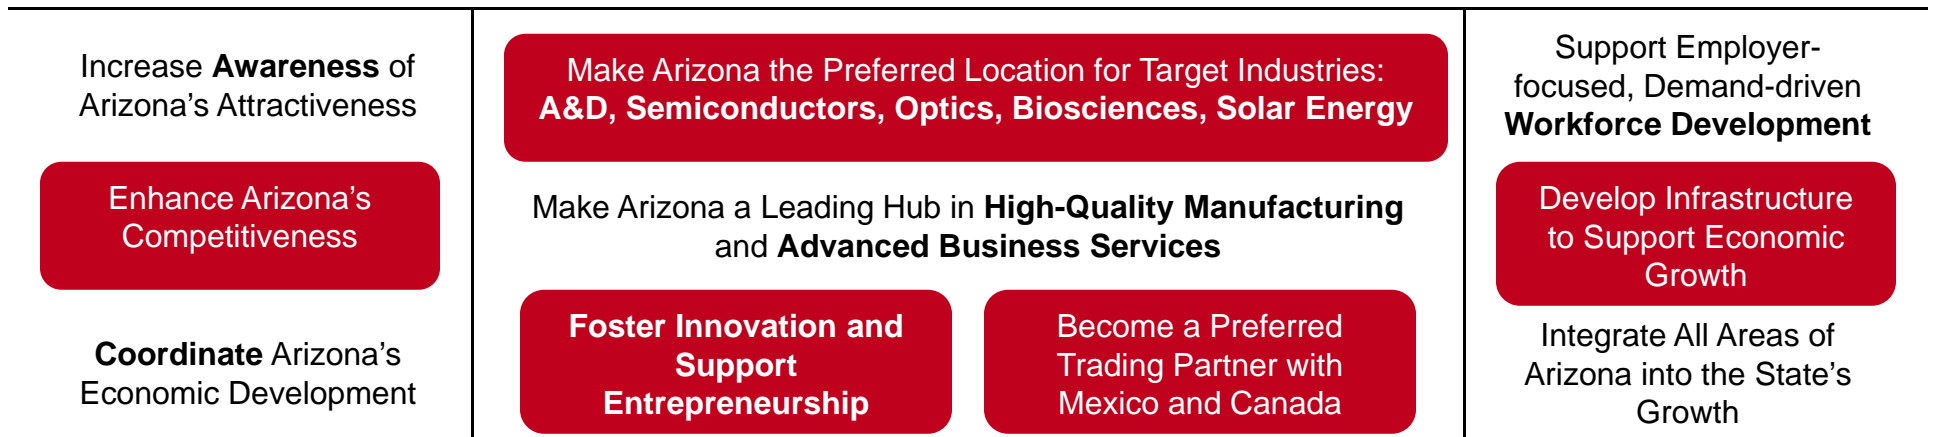 Increase Awareness of
Arizona’s Attractiveness
Enhance Arizona’s
Competitiveness
Coordinate Arizona’s
Economic Development
Make Arizona the Preferred Location for Target Industries:
A&D, Semiconductors, Optics, Biosciences, Solar Energy
Make Arizona a Leading Hub in High-Quality Manufacturing
and Advanced Business Services
Foster Innovation and
Support
Entrepreneurship
Become a Preferred
Trading Partner with
Mexico and Canada
Support Employer-
focused, Demand-driven
Workforce Development
Develop Infrastructure
to Support Economic
Growth
Integrate All Areas of
Arizona into the State’s
Growth